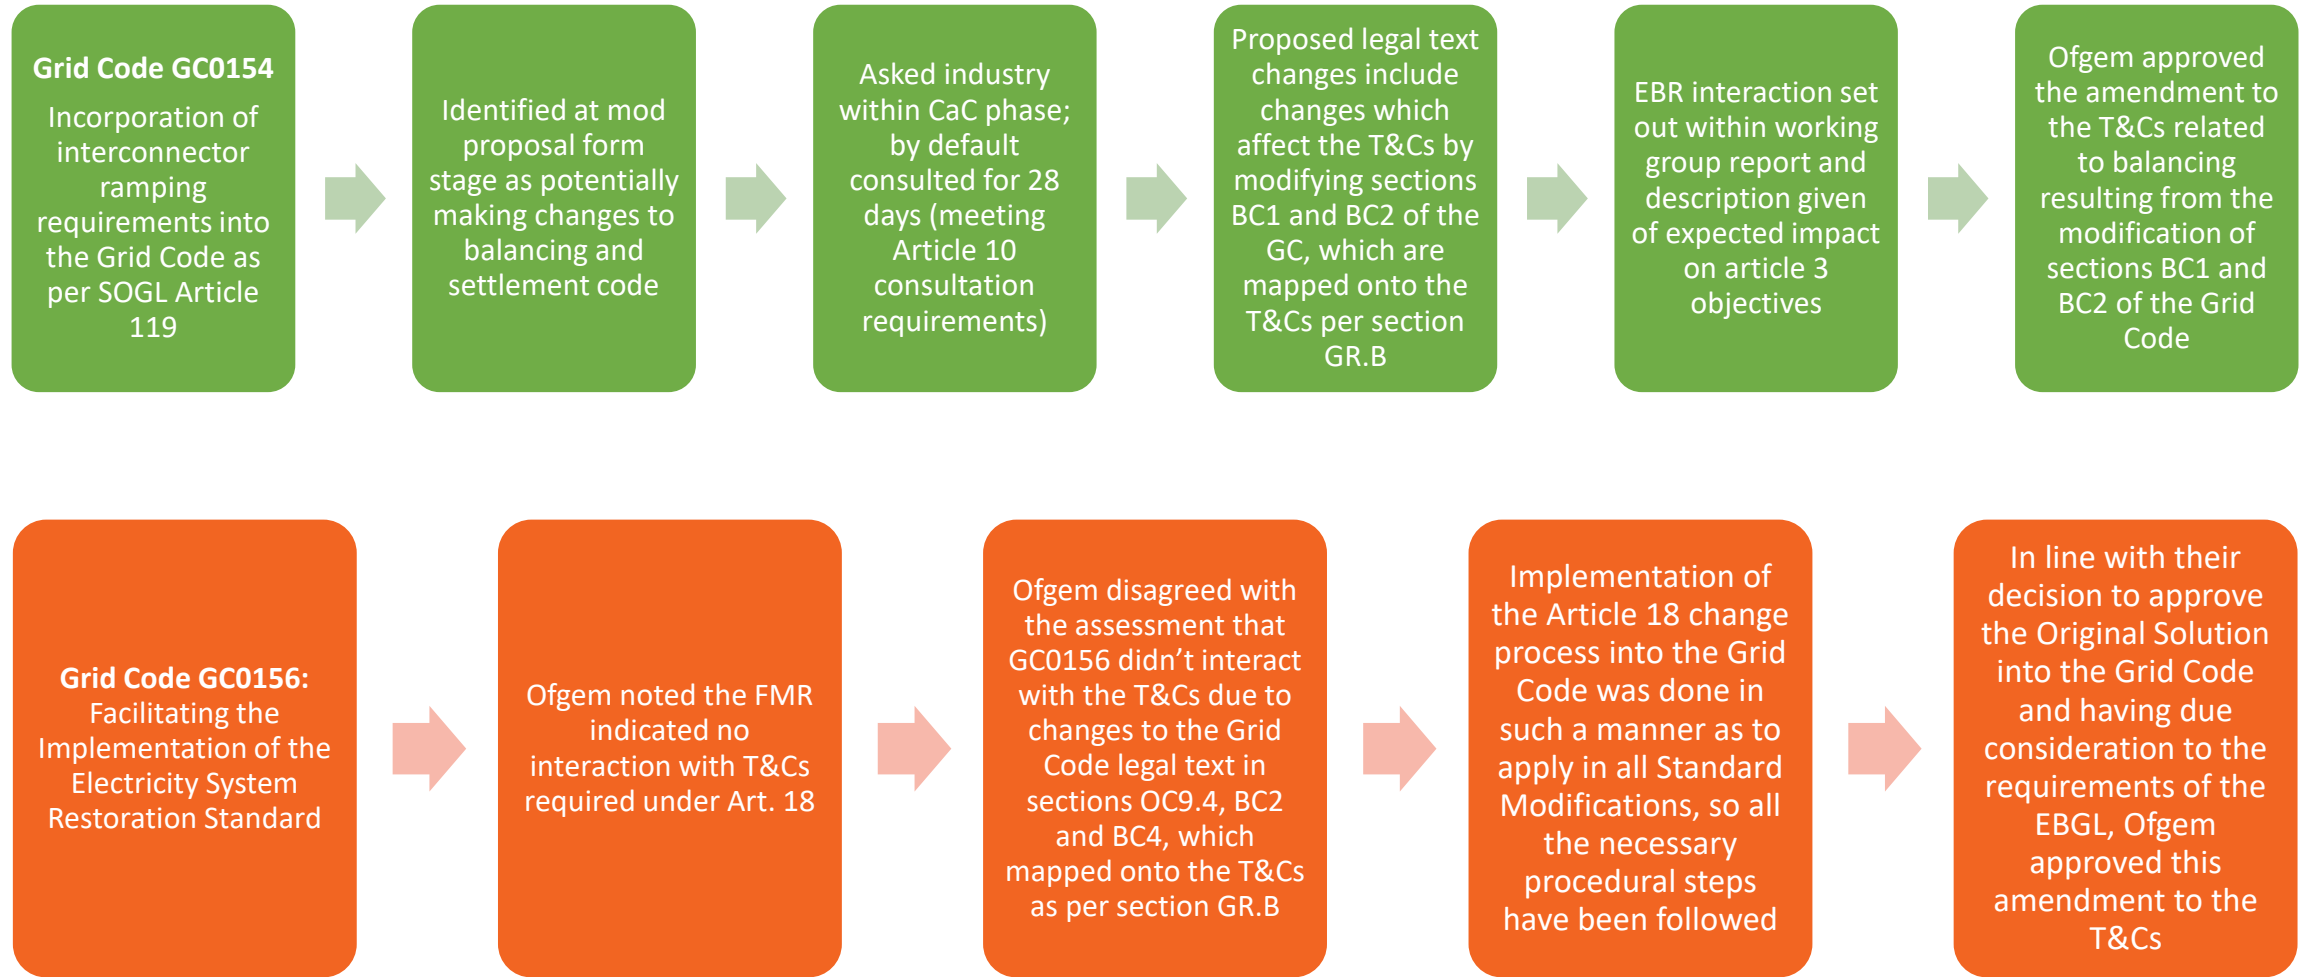 Grid Code GC0154
Incorporation of
interconnector
ramping
requirements into
the Grid Code as
per SOGL Article
119
Identified at mod
proposal form
stage as potentially
making changes to
balancing and
settlement code
Asked industry
within CaC phase;
by default
consulted for 28
days (meeting
Article 10
consultation
requirements)
Proposed legal text
changes include
changes which
affect the T&Cs by
modifying sections
BC1 and BC2 of the
GC, which are
mapped onto the
T&Cs per section
GR.B
EBR interaction set
out within working
group report and
description given
of expected impact
on article 3
objectives
Ofgem approved
the amendment to
the T&Cs related
to balancing
resulting from the
modification of
sections BC1 and
BC2 of the Grid
Code
Grid Code GC0156:
Facilitating the
Implementation of the
Electricity System
Restoration Standard
Ofgem noted the FMR
indicated no
interaction with T&Cs
required under Art. 18
Ofgem disagreed with
the assessment that
GC0156 didn't interact
with the T&Cs due to
changes to the Grid
Code legal text in
sections OC9.4, BC2
and BC4, which
mapped onto the T&Cs
as per section GR.B
Implementation of
the Article 18 change
process into the Grid
Code was done in
such a manner as to
apply in all Standard
Modifications, so all
the necessary
procedural steps
have been followed
In line with their
decision to approve
the Original Solution
into the Grid Code
and having due
consideration to the
requirements of the
EBGL, Ofgem
approved this
amendment to the
T&Cs